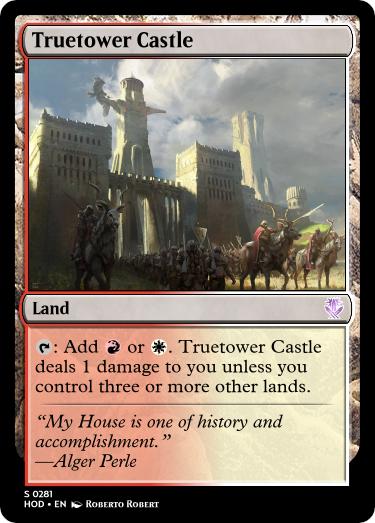 Truetower Castle
Land
: Add or . Truetower Castle
deals 1 damage to you unless you
control three or more other lands.
“My House is one of history and
accomplishment.”
—Alger Perle
S 0281
HOD • EN Roberto Robert